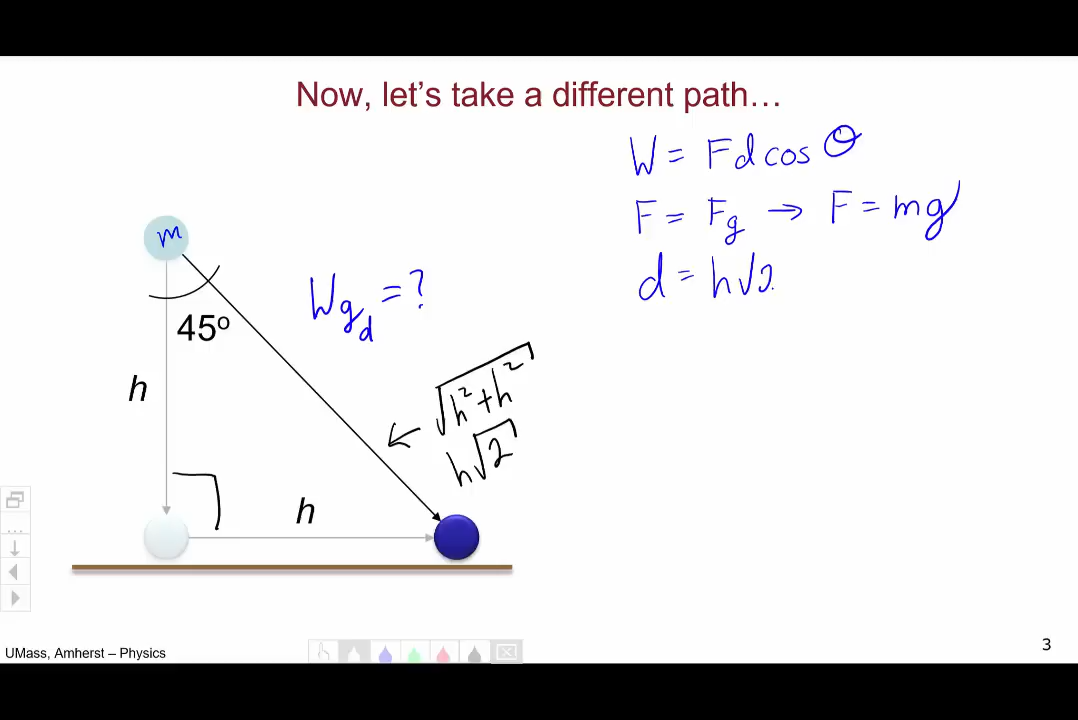 Now, let's take a different path…
W = Fd cos θ
F = F_g → F = mg
d = h√2
m
W_{g_d} = ?
45º
h
√h² + h²
h√2
h
UMass, Amherst – Physics
3